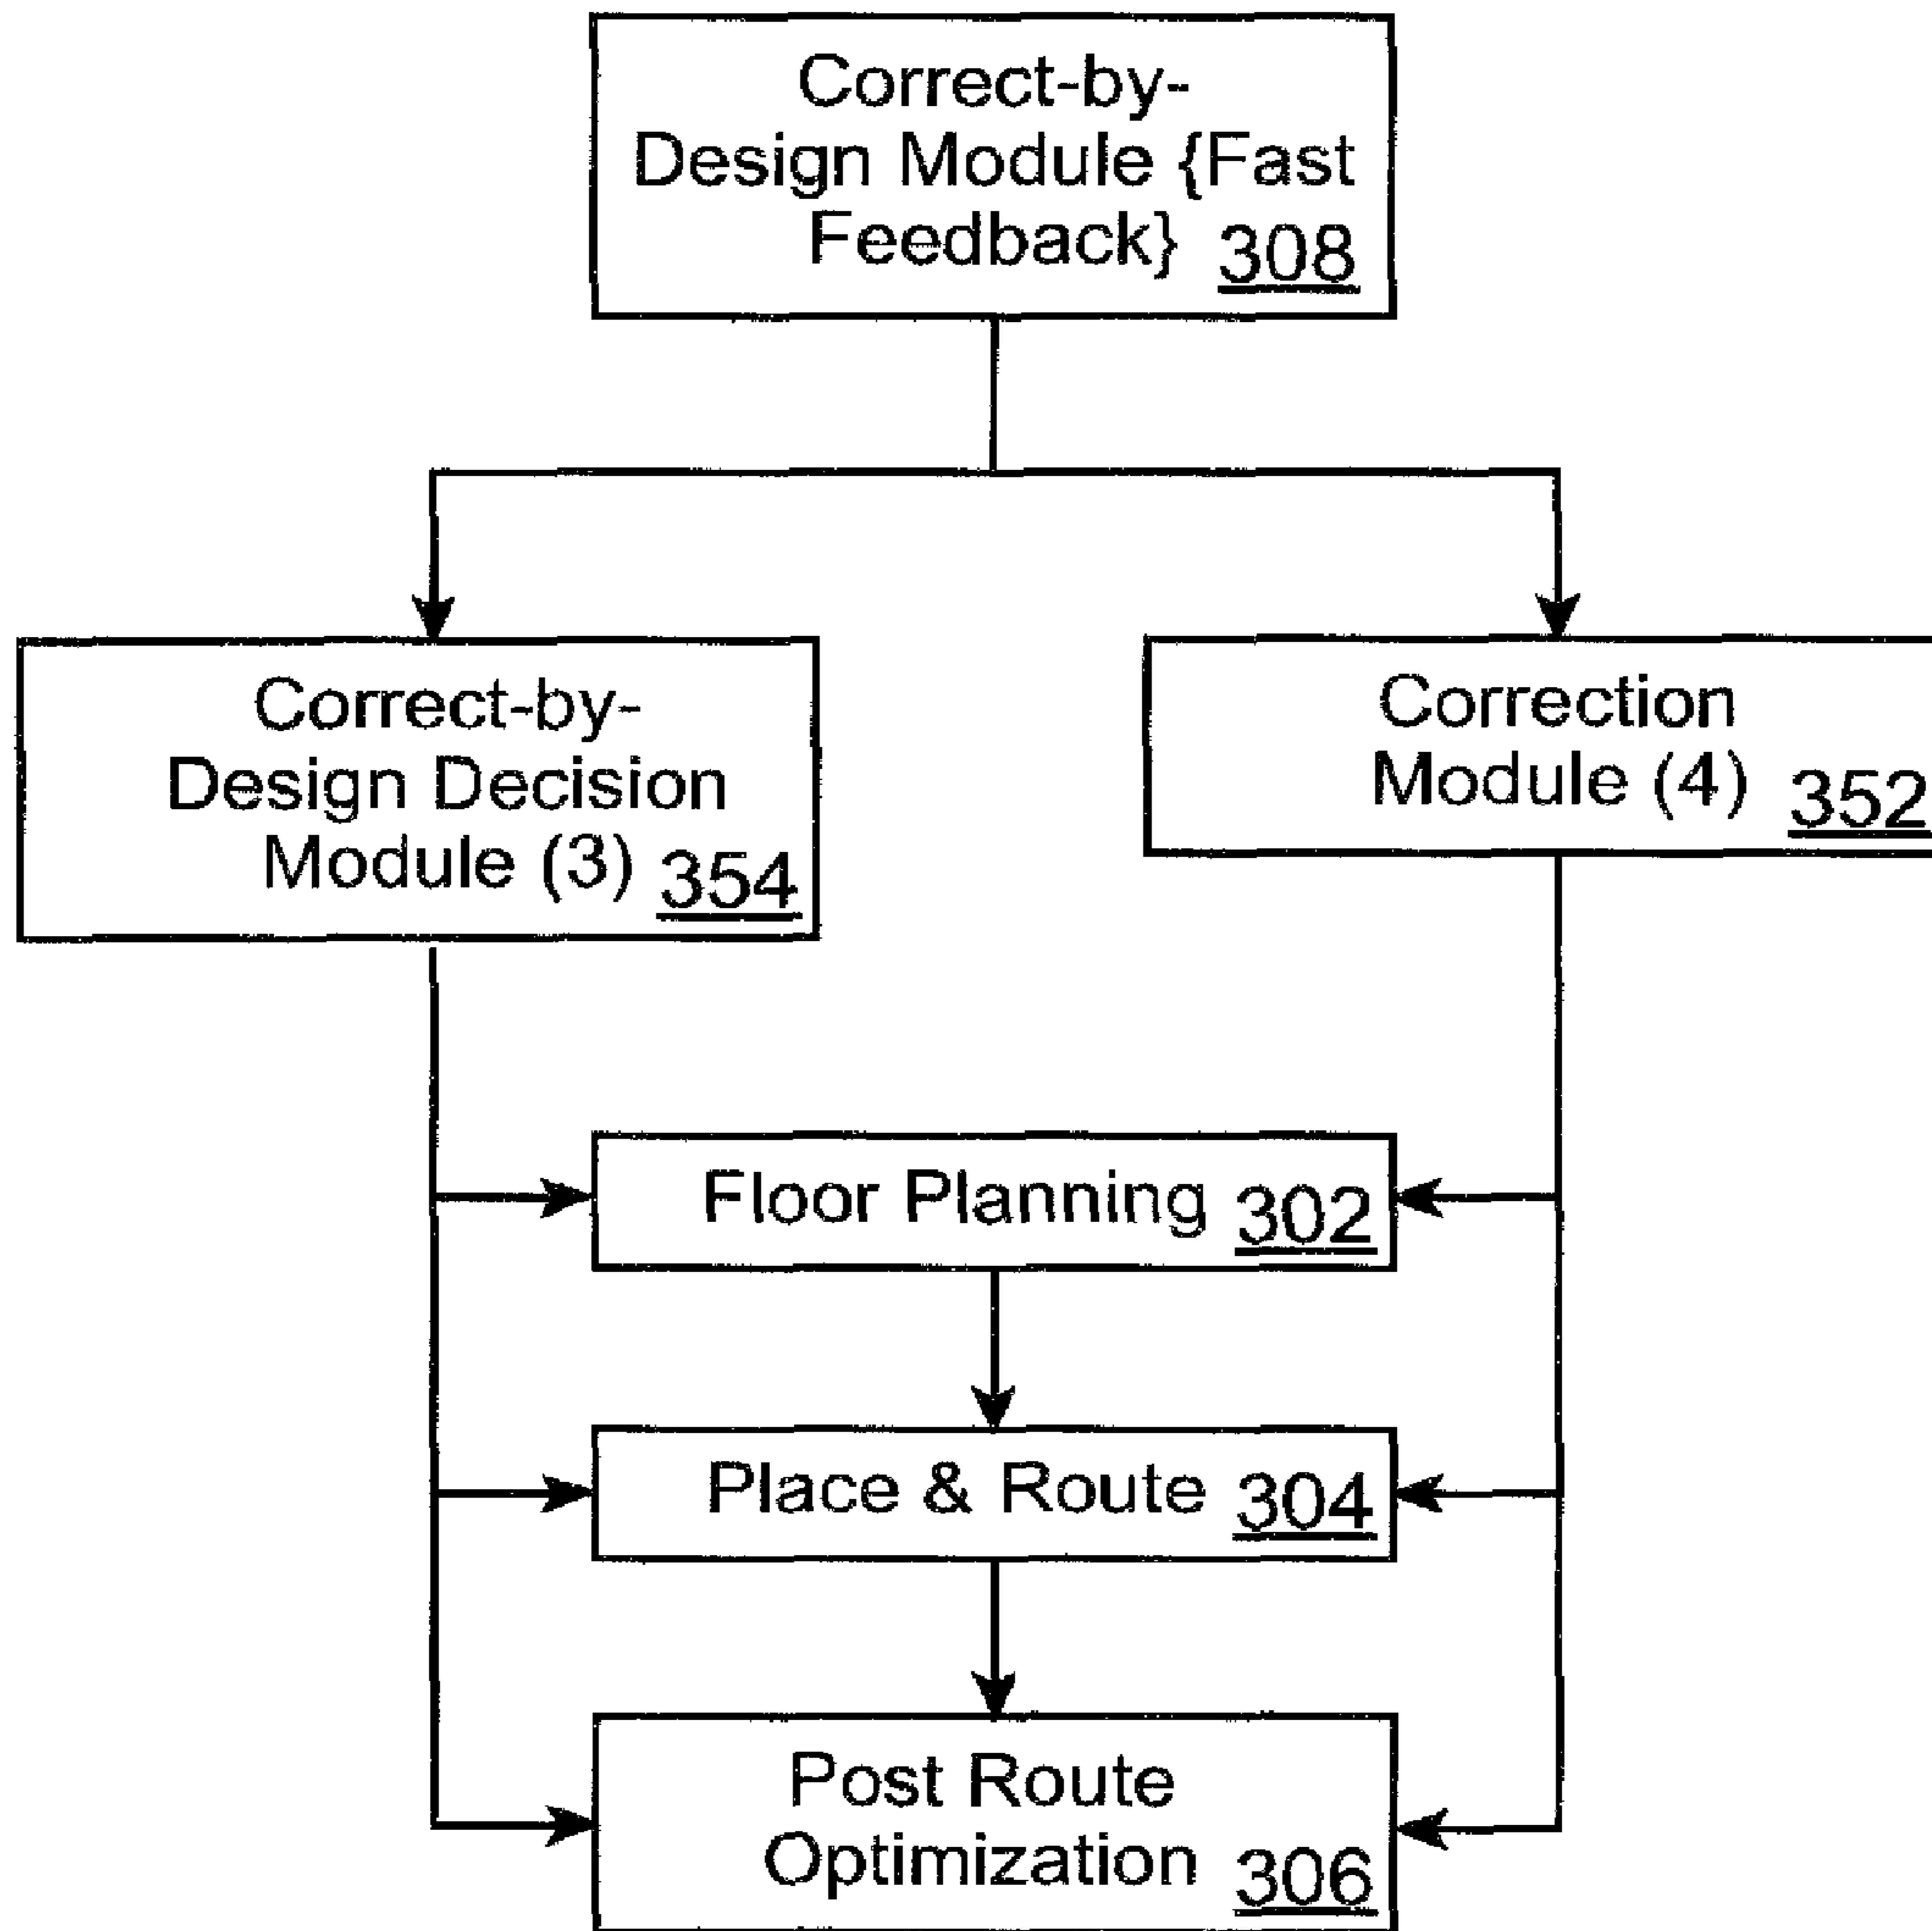 Correct-by-
Design Module {Fast
Feedback} 308
Correct-by-
Design Decision
Module (3) 354
Correction
Module (4) 352
Floor Planning 302
Place & Route 304
Post Route
Optimization 306